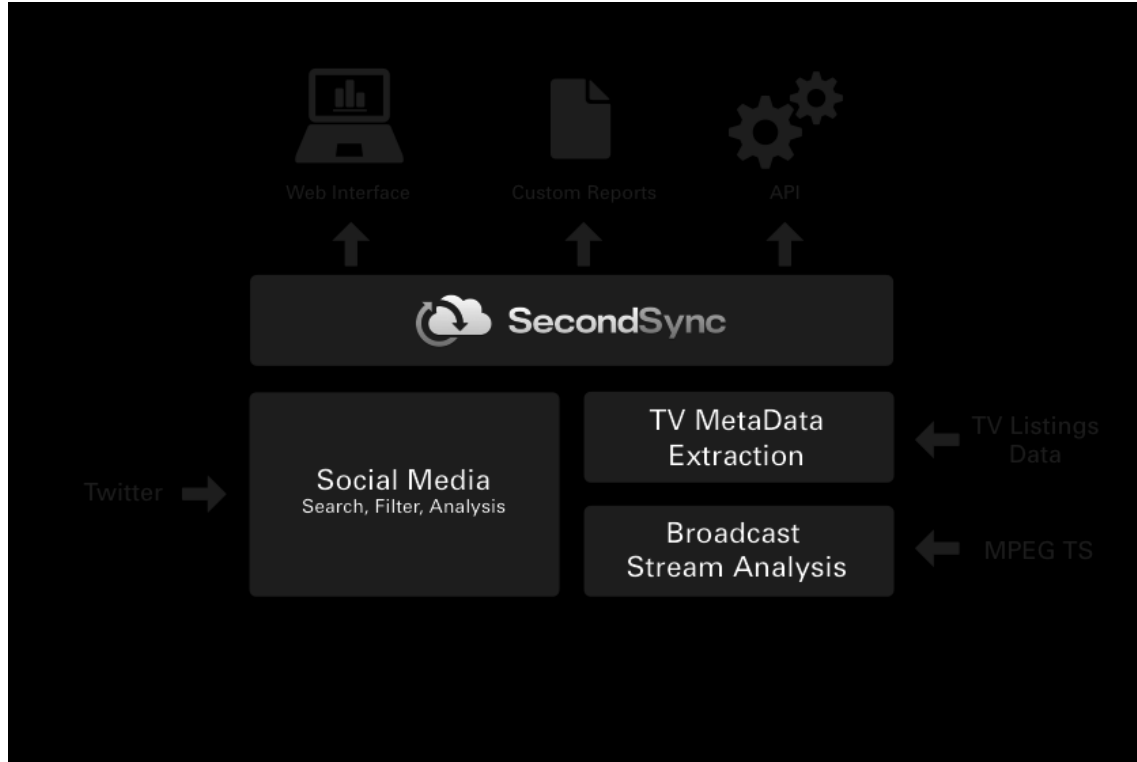 Web Interface
Custom Reports
API
SecondSync
Social Media
Search, Filter, Analysis
TV MetaData
Extraction
Broadcast
Stream Analysis
Twitter
TV Listings
Data
MPEG TS